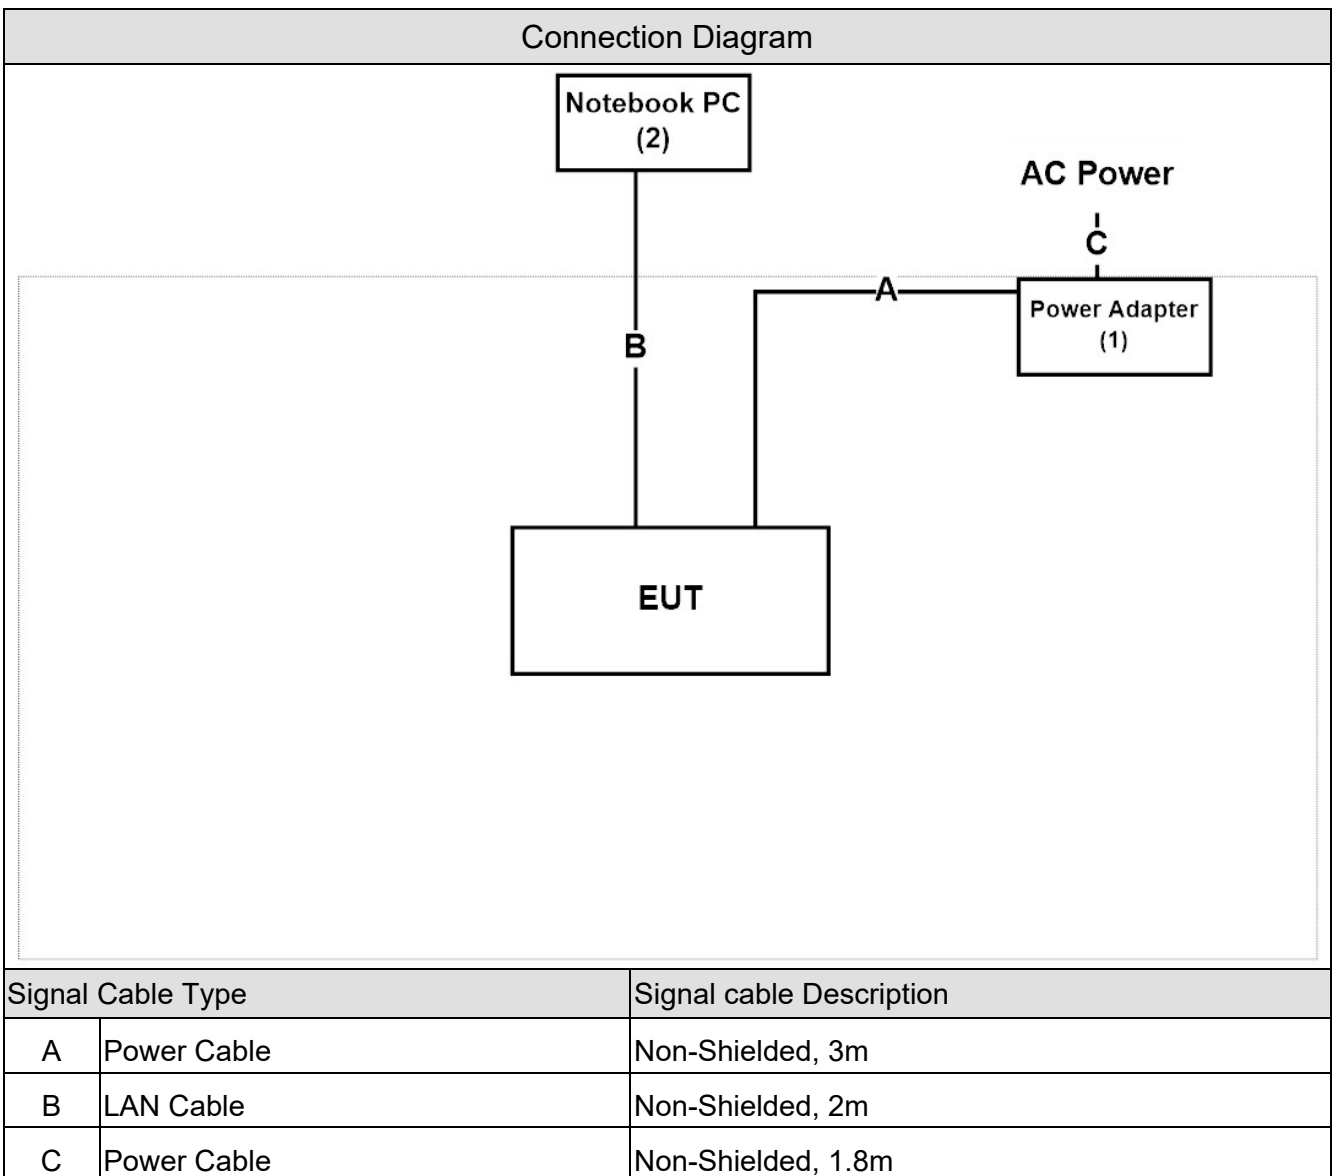 Connection Diagram
Notebook PC
(2)
AC Power
C
A
Power Adapter
(1)
B
EUT
Signal Cable Type Signal cable Description
A Power Cable Non-Shielded, 3m
B LAN Cable Non-Shielded, 2m
C Power Cable Non-Shielded, 1.8m